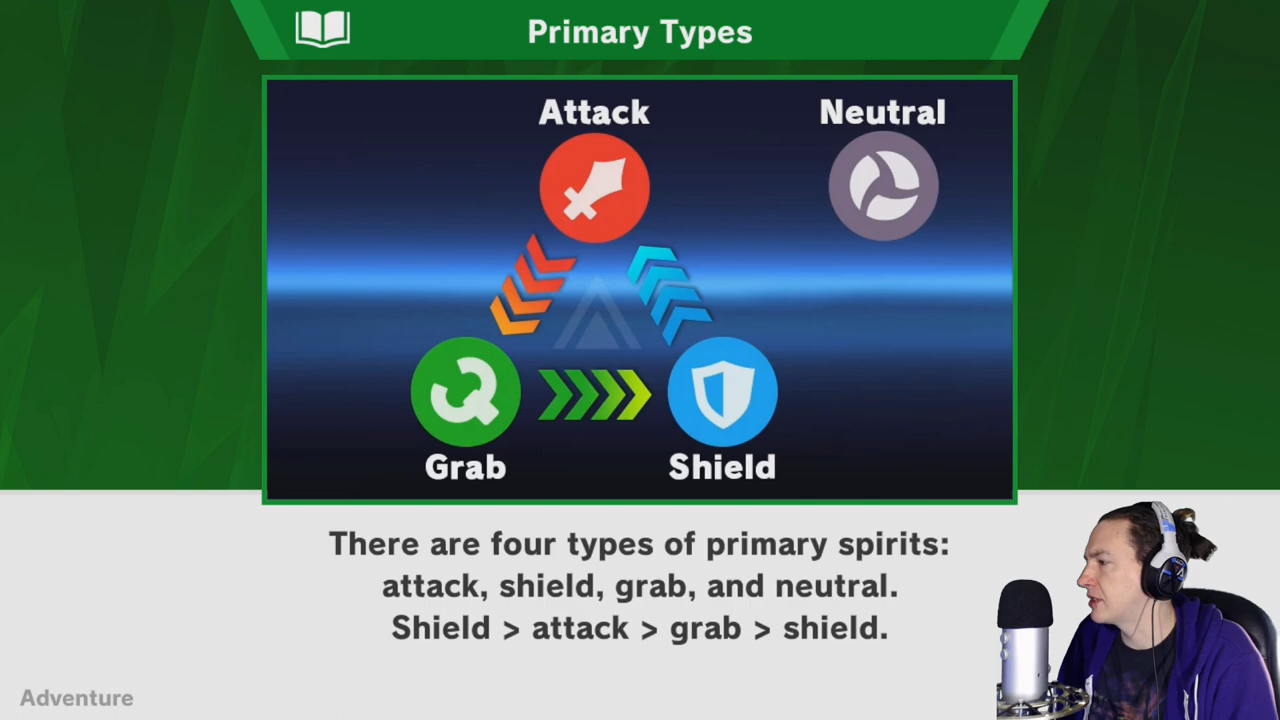 Primary Types
Attack
Neutral
Grab
Shield
There are four types of primary spirits:
attack, shield, grab, and neutral.
Shield > attack > grab > shield.
Adventure